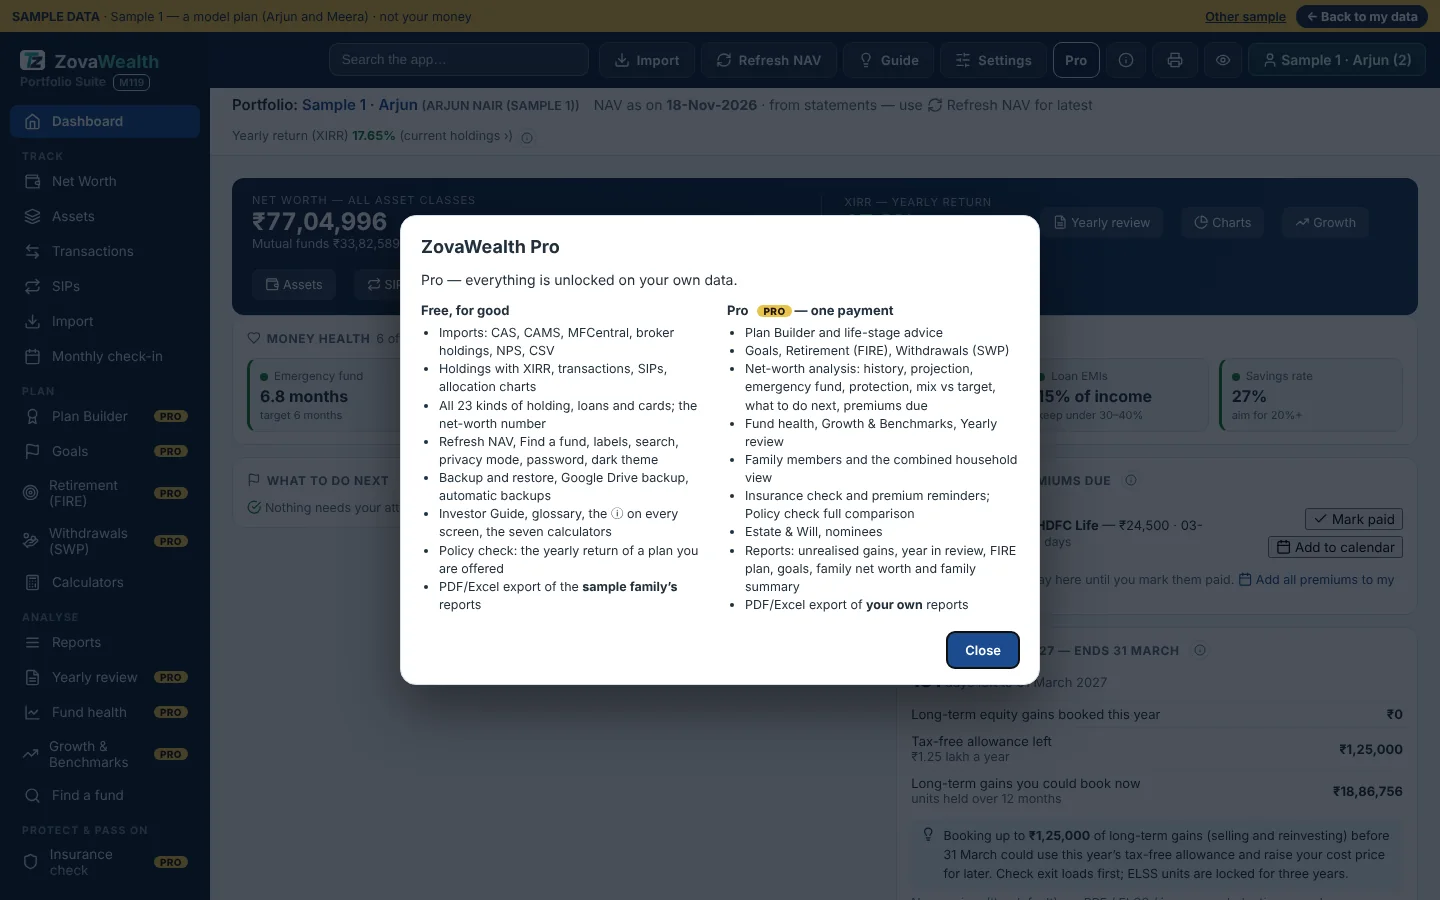 SAMPLE DATA · Sample 1 — a model plan (Arjun and Meera) · not your money
Other sample
← Back to my data
ZovaWealth
Portfolio Suite M119
Search the app…
Import
Refresh NAV
Guide
Settings
Pro
Sample 1 · Arjun (2)
Dashboard
TRACK
Net Worth
Assets
Transactions
SIPs
Import
Monthly check-in
PLAN
Plan Builder PRO
Goals PRO
Retirement
(FIRE) PRO
Withdrawals
(SWP) PRO
Calculators
ANALYSE
Reports
Yearly review PRO
Fund health PRO
Growth &
Benchmarks PRO
Find a fund
PROTECT & PASS ON
Insurance
check PRO
Portfolio: Sample 1 · Arjun (ARJUN NAIR (SAMPLE 1)) NAV as on 18-Nov-2026 · from statements — use Refresh NAV for latest
Yearly return (XIRR) 17.65% (current holdings ›)
NET WORTH — ALL ASSET CLASSES
₹77,04,996
Mutual funds ₹33,82,589
Assets
XIRR — YEARLY RETURN
Yearly review
Charts
Growth
MONEY HEALTH 6 of
Emergency fund
6.8 months
target 6 months
Loan EMIs
15% of income
keep under 30–40%
Savings rate
27%
aim for 20%+
WHAT TO DO NEXT
Nothing needs your
DUE
HDFC Life — ₹24,500 · 03-
days
Mark paid
Add to calendar
here until you mark them paid. Add all premiums to my
27 — ENDS 31 MARCH
March 2027
Long-term equity gains booked this year ₹0
Tax-free allowance left
₹1.25 lakh a year
₹1,25,000
Long-term gains you could book now
units held over 12 months
₹18,86,756
Booking up to ₹1,25,000 of long-term gains (selling and reinvesting) before
31 March could use this year's tax-free allowance and raise your cost price
for later. Check exit loads first; ELSS units are locked for three years.
ZovaWealth Pro
Pro — everything is unlocked on your own data.
Free, for good
• Imports: CAS, CAMS, MFCentral, broker
holdings, NPS, CSV
• Holdings with XIRR, transactions, SIPs,
allocation charts
• All 23 kinds of holding, loans and cards; the
net-worth number
• Refresh NAV, Find a fund, labels, search,
privacy mode, password, dark theme
• Backup and restore, Google Drive backup,
automatic backups
• Investor Guide, glossary, the ⓘ on every
screen, the seven calculators
• Policy check: the yearly return of a plan you
are offered
• PDF/Excel export of the sample family's
reports
Pro PRO — one payment
• Plan Builder and life-stage advice
• Goals, Retirement (FIRE), Withdrawals (SWP)
• Net-worth analysis: history, projection,
emergency fund, protection, mix vs target,
what to do next, premiums due
• Fund health, Growth & Benchmarks, Yearly
review
• Family members and the combined household
view
• Insurance check and premium reminders;
Policy check full comparison
• Estate & Will, nominees
• Reports: unrealised gains, year in review, FIRE
plan, goals, family net worth and family
summary
• PDF/Excel export of your own reports
Close